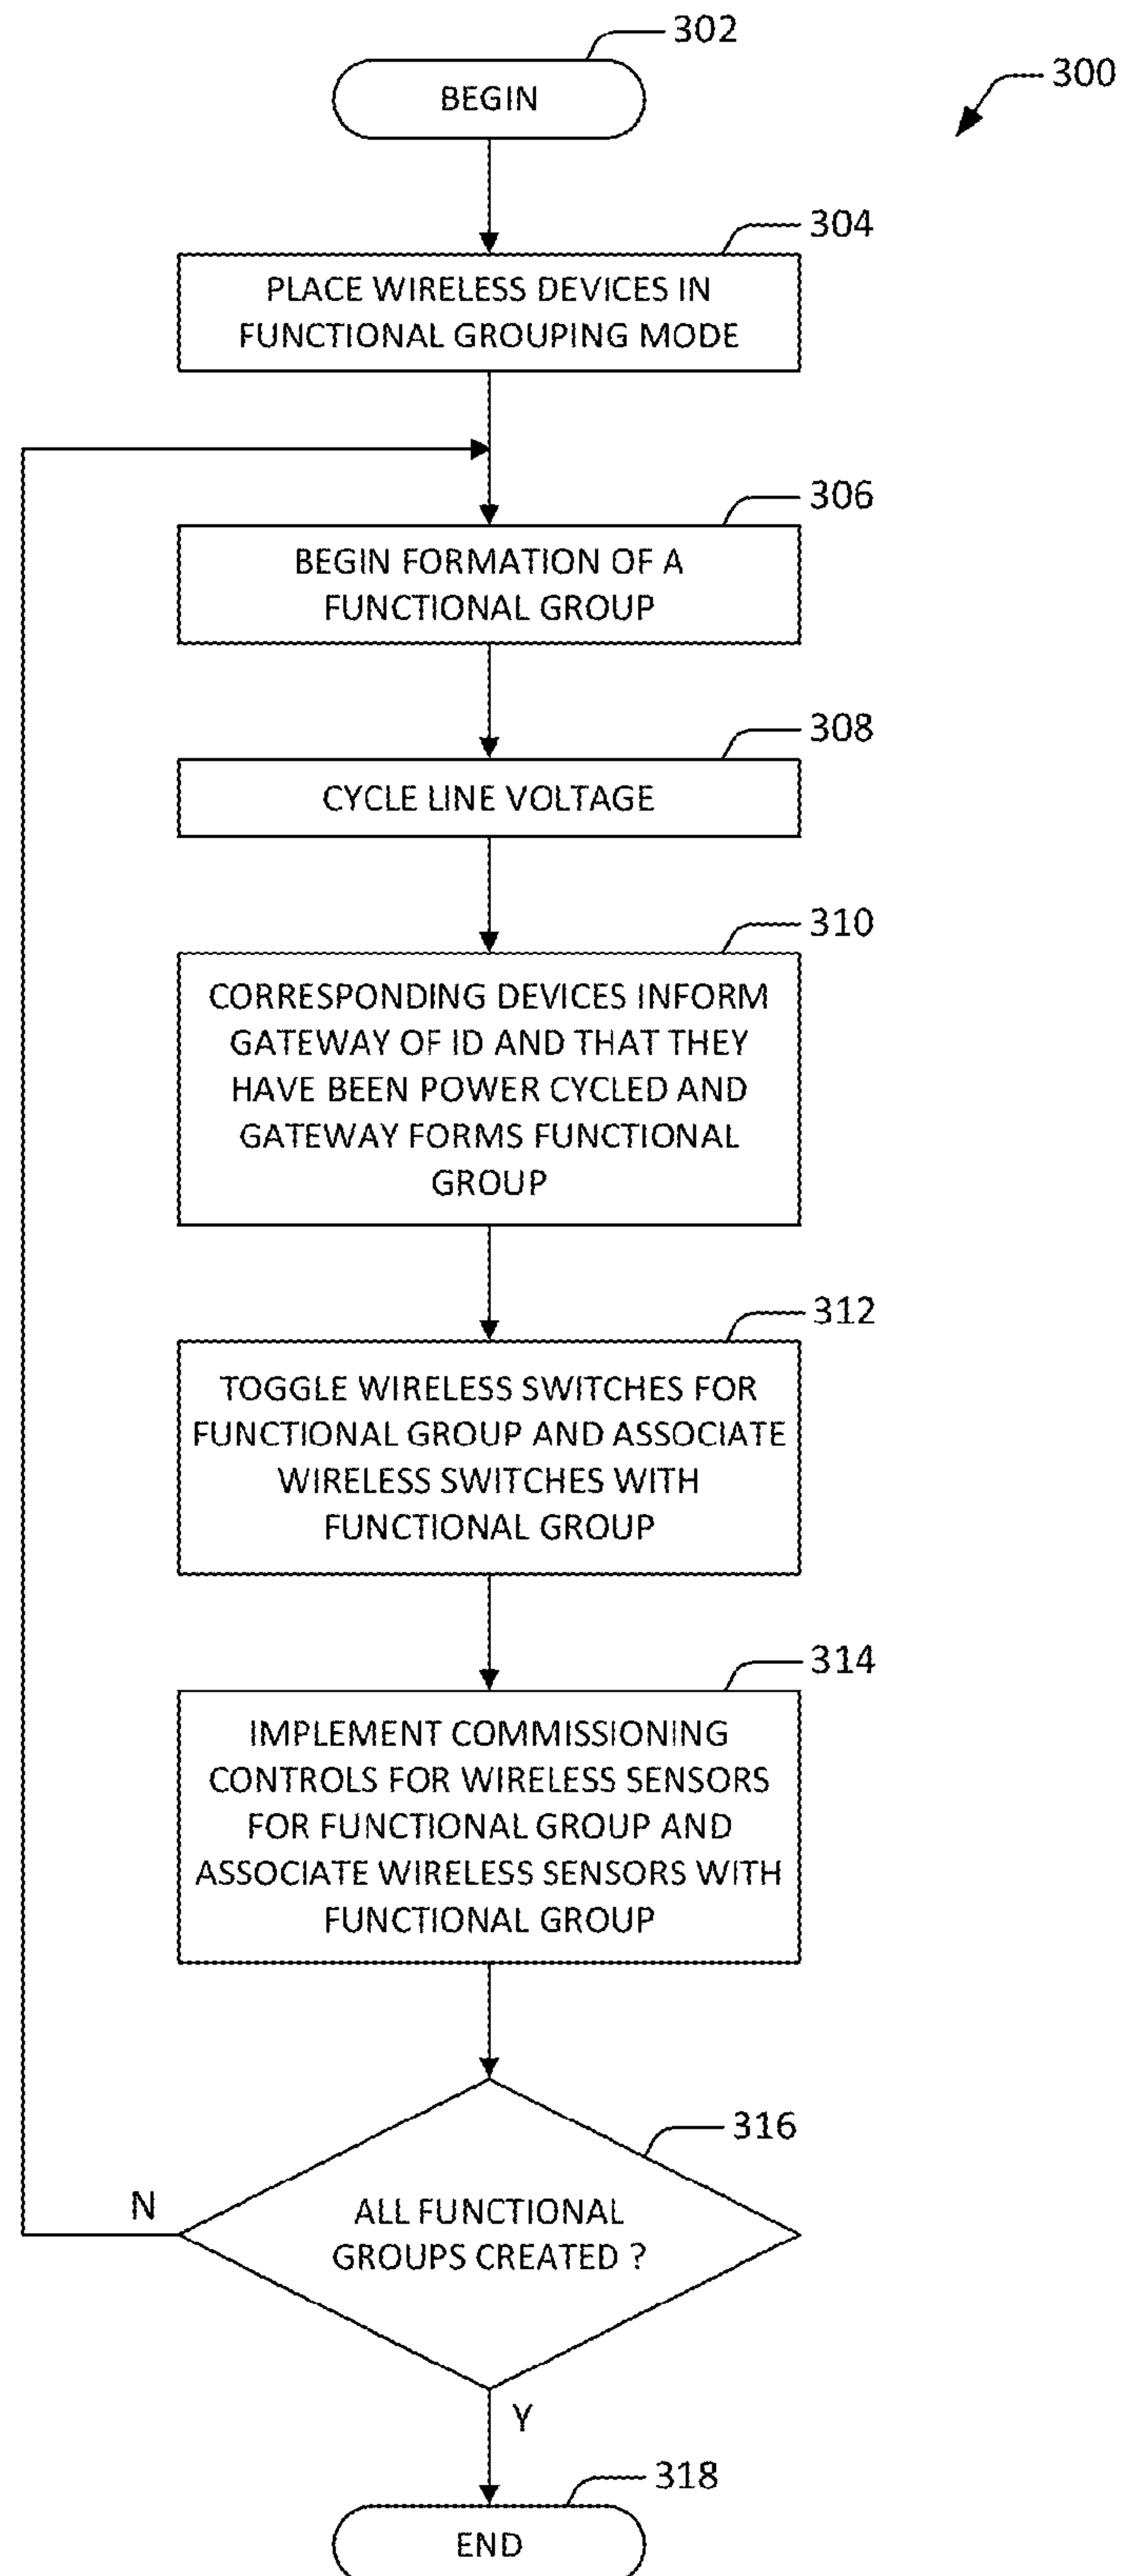 302
BEGIN
300
304
PLACE WIRELESS DEVICES IN
FUNCTIONAL GROUPING MODE
306
BEGIN FORMATION OF A
FUNCTIONAL GROUP
308
CYCLE LINE VOLTAGE
310
CORRESPONDING DEVICES INFORM
GATEWAY OF ID AND THAT THEY
HAVE BEEN POWER CYCLED AND
GATEWAY FORMS FUNCTIONAL
GROUP
312
TOGGLE WIRELESS SWITCHES FOR
FUNCTIONAL GROUP AND ASSOCIATE
WIRELESS SWITCHES WITH
FUNCTIONAL GROUP
314
IMPLEMENT COMMISSIONING
CONTROLS FOR WIRELESS SENSORS
FOR FUNCTIONAL GROUP AND
ASSOCIATE WIRELESS SENSORS WITH
FUNCTIONAL GROUP
316
N
ALL FUNCTIONAL
GROUPS CREATED ?
Y
318
END